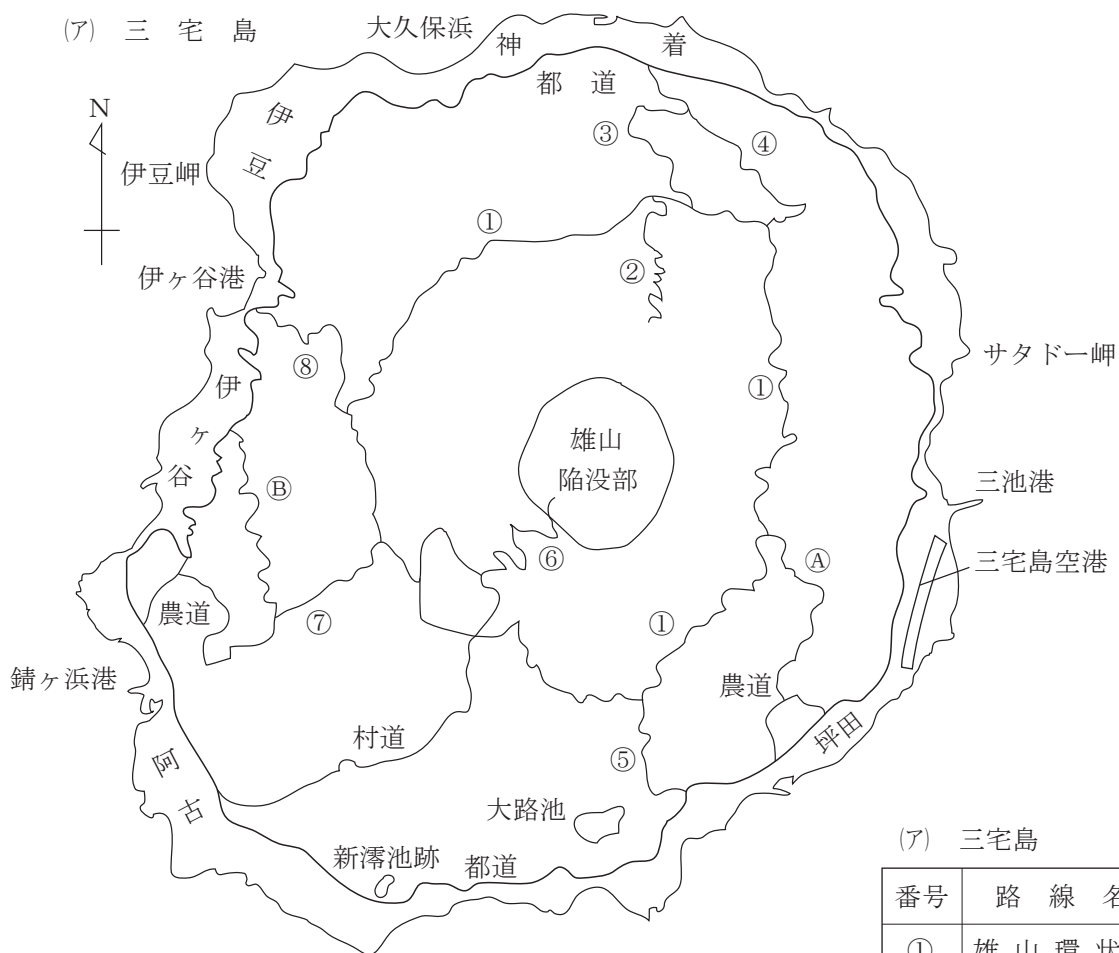 (ア) 三宅島
大久保浜
神着
都道
N
伊豆
③
④
伊豆岬
①
伊ヶ谷港
②
サタドー岬
⑧
①
伊ヶ谷
雄山
陥没部
三池港
Ⓑ
⑥
Ⓐ
三宅島空港
農道
⑦
①
錆ヶ浜港
農道
村道
坪田
阿古
⑤
大路池
新澪池跡
都道
(ア) 三宅島
番号 路線名
① 雄山環状